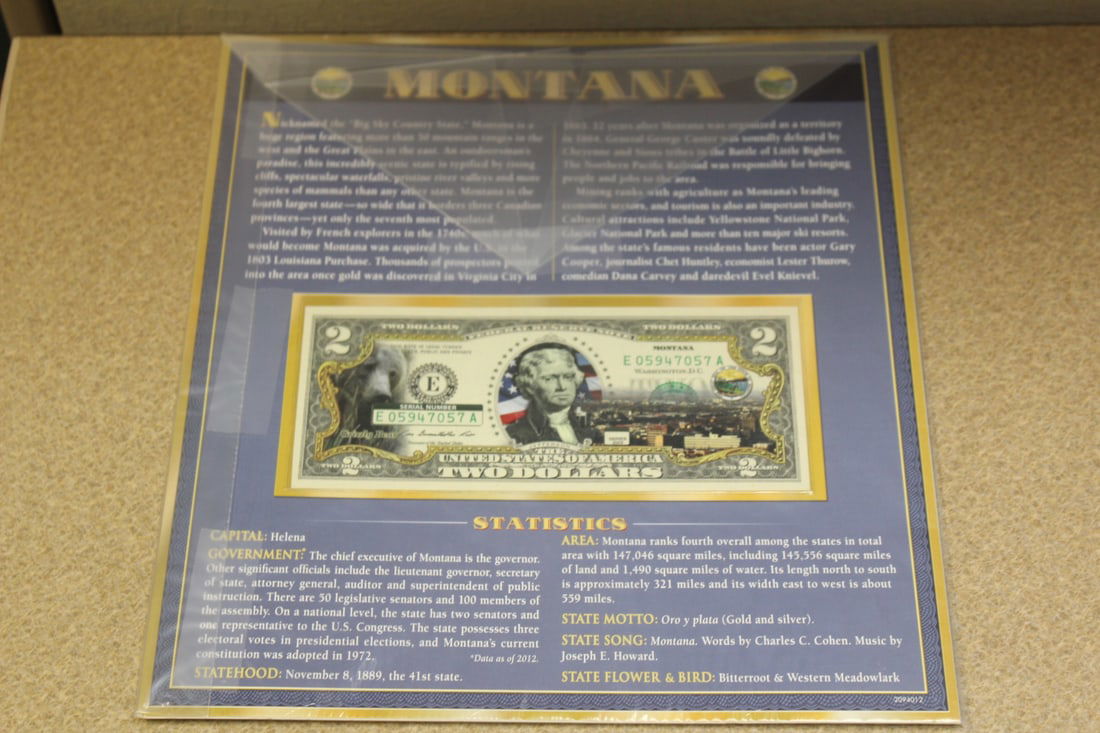 MONTANA
Nicknamed the "Big Sky Country State," Montana is a
huge region featuring more than 50 mountain ranges in the
west and the Great Plains in the east. An outdoorsman's
paradise, this incredibly scenic state is typified by rising
cliffs, spectacular waterfalls, pristine river valleys and more
species of mammals than any other state. Montana is the
fourth largest state—so wide that it borders three Canadian
provinces—yet only the seventh most populated.
Visited by French explorers in the 1740s, much of what
would become Montana was acquired by the U.S. in the
1803 Louisiana Purchase. Thousands of prospectors
into the area once gold was discovered in Virginia City in
1863. 12 years after Montana was organized as a territory
in 1864, General George Custer was soundly defeated by
Cheyenne and Sioux tribes in the Battle of Little Bighorn.
The Northern Pacific Railroad was responsible for bringing
people and jobs to the area.
Mining ranks with agriculture as Montana's leading
economic sectors, and tourism is also an important industry.
Cultural attractions include Yellowstone National Park,
Glacier National Park and more than ten major ski resorts.
Among the state's famous residents have been actor Gary
Cooper, journalist Chet Huntley, economist Lester Thurow,
comedian Dana Carvey and daredevil Evel Knievel.
2 TWO DOLLARS FEDERAL RESERVE NOTE TWO DOLLARS 2
MONTANA
E 05947057 A
WASHINGTON, D.C.
E
SERIAL NUMBER
E 05947057 A
Grizzly Bear
THE
UNITED STATES OF AMERICA
TWO DOLLARS
2
TWO DOLLARS
2
TWO DOLLARS
STATISTICS
CAPITAL: Helena
GOVERNMENT:* The chief executive of Montana is the governor.
Other significant officials include the lieutenant governor, secretary
of state, attorney general, auditor and superintendent of public
instruction. There are 50 legislative senators and 100 members of
the assembly. On a national level, the state has two senators and
one representative to the U.S. Congress. The state possesses three
electoral votes in presidential elections, and Montana's current
constitution was adopted in 1972. *Data as of 2012.
STATEHOOD: November 8, 1889, the 41st state.
AREA: Montana ranks fourth overall among the states in total
area with 147,046 square miles, including 145,556 square miles
of land and 1,490 square miles of water. Its length north to south
is approximately 321 miles and its width east to west is about
559 miles.
STATE MOTTO: Oro y plata (Gold and silver).
STATE SONG: Montana. Words by Charles C. Cohen. Music by
Joseph E. Howard.
STATE FLOWER & BIRD: Bitterroot & Western Meadowlark
2094012